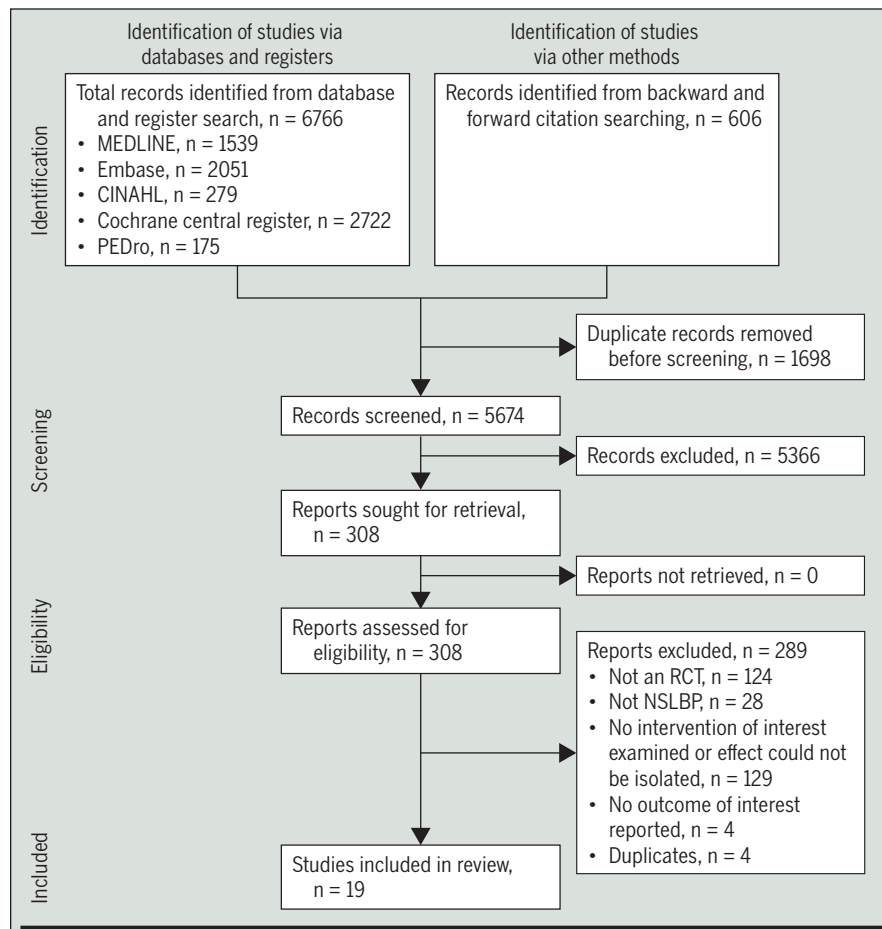 Identification of studies via
databases and registers
Identification of studies
via other methods
Identification
Total records identified from database
and register search, n = 6766
• MEDLINE, n = 1539
• Embase, n = 2051
• CINAHL, n = 279
• Cochrane central register, n = 2722
• PEDro, n = 175
Records identified from backward and
forward citation searching, n = 606
Duplicate records removed
before screening, n = 1698
Screening
Records screened, n = 5674
Records excluded, n = 5366
Reports sought for retrieval,
n = 308
Reports not retrieved, n = 0
Eligibility
Reports assessed for
eligibility, n = 308
Reports excluded, n = 289
• Not an RCT, n = 124
• Not NSLBP, n = 28
• No intervention of interest
examined or effect could not
be isolated, n = 129
• No outcome of interest
reported, n = 4
• Duplicates, n = 4
Included
Studies included in review,
n = 19